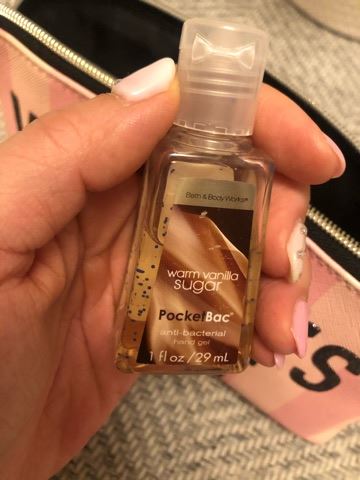 Bath & Body Works®
warm vanilla
sugar
PocketBac®
anti-bacterial
hand gel
1 fl oz / 29 mL
S